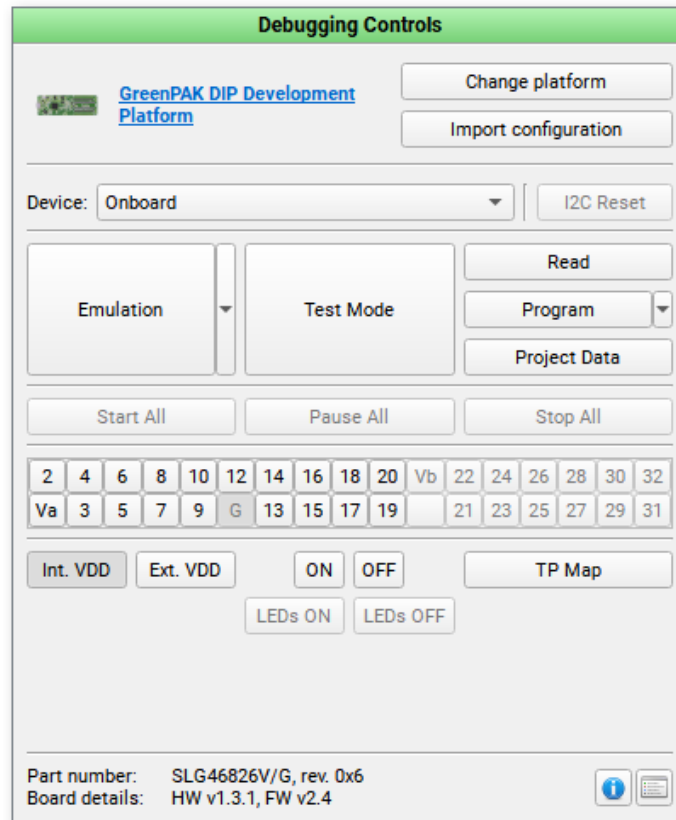 Debugging Controls
GreenPAK DIP Development
Platform
Change platform
Import configuration
Device: Onboard I2C Reset
Emulation
Test Mode
Read
Program
Project Data
Start All Pause All Stop All
2 4 6 8 10 12 14 16 18 20 Vb 22 24 26 28 30 32
Va 3 5 7 9 G 13 15 17 19 21 23 25 27 29 31
Int. VDD Ext. VDD ON OFF TP Map
LEDs ON LEDs OFF
Part number: SLG46826V/G, rev. 0x6
Board details: HW v1.3.1, FW v2.4